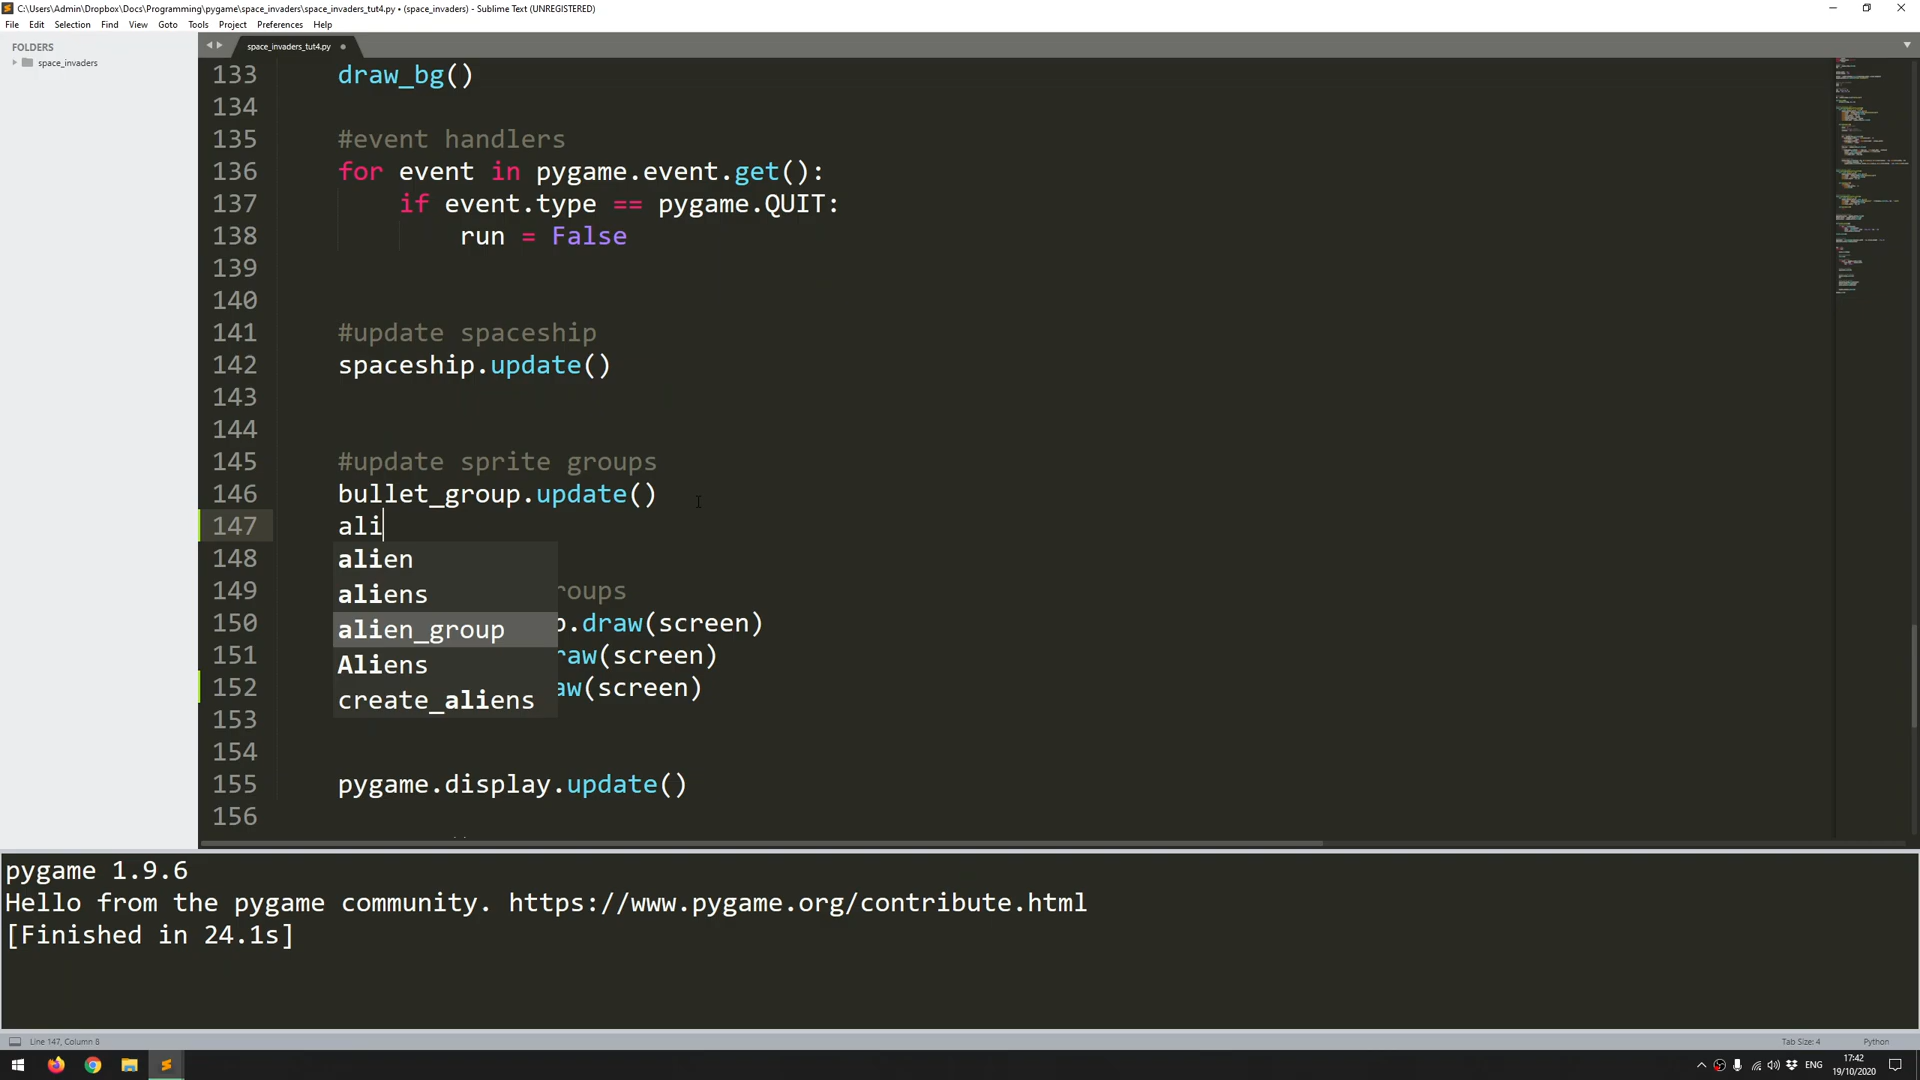 C:\Users\Admin\Dropbox\Docs\Programming\pygame\space_invaders\space_invaders_tut4.py • (space_invaders) - Sublime Text (UNREGISTERED)
File Edit Selection Find View Goto Tools Project Preferences Help
FOLDERS
space_invaders
space_invaders_tut4.py
133 draw_bg()
134
135 #event handlers
136 for event in pygame.event.get():
137 if event.type == pygame.QUIT:
138 run = False
139
140
141 #update spaceship
142 spaceship.update()
143
144
145 #update sprite groups
146 bullet_group.update()
147 ali
148 alien
149 aliens roups
150 alien_group p.draw(screen)
151 Aliens raw(screen)
152 create_aliens aw(screen)
153
154
155 pygame.display.update()
156
pygame 1.9.6
Hello from the pygame community. https://www.pygame.org/contribute.html
[Finished in 24.1s]
Line 147, Column 8
Tab Size: 4
Python
ENG
17:42
19/10/2020